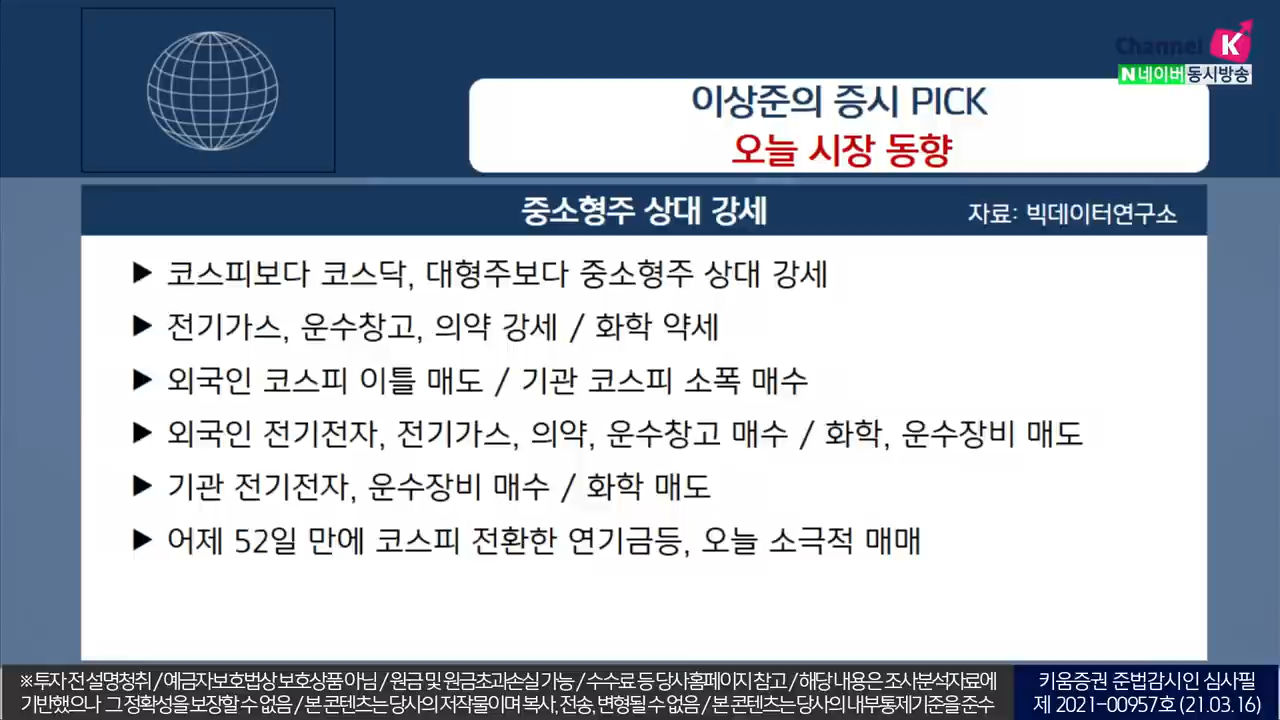 Channel K
N 네이버 동시방송
이상준의 증시 PICK
오늘 시장 동향
중소형주 상대 강세
자료: 빅데이터연구소
▶ 코스피보다 코스닥, 대형주보다 중소형주 상대 강세
▶ 전기가스, 운수창고, 의약 강세 / 화학 약세
▶ 외국인 코스피 이틀 매도 / 기관 코스피 소폭 매수
▶ 외국인 전기전자, 전기가스, 의약, 운수창고 매수 / 화학, 운수장비 매도
▶ 기관 전기전자, 운수장비 매수 / 화학 매도
▶ 어제 52일 만에 코스피 전환한 연기금등, 오늘 소극적 매매
※ 투자 전 설명청취 / 예금자보호법상 보호상품 아님 / 원금 및 원금초과손실 가능 / 수수료 등 당사홈페이지 참고 / 해당 내용은 조사분석자료에
기반했으나 그 정확성을 보장할 수 없음 / 본 콘텐츠는 당사의 저작물이며 복사, 전송, 변형될 수 없음 / 본 콘텐츠는 당사의 내부통제기준을 준수
키움증권 준법감시인 심사필
제 2021-00957호 (21.03.16)